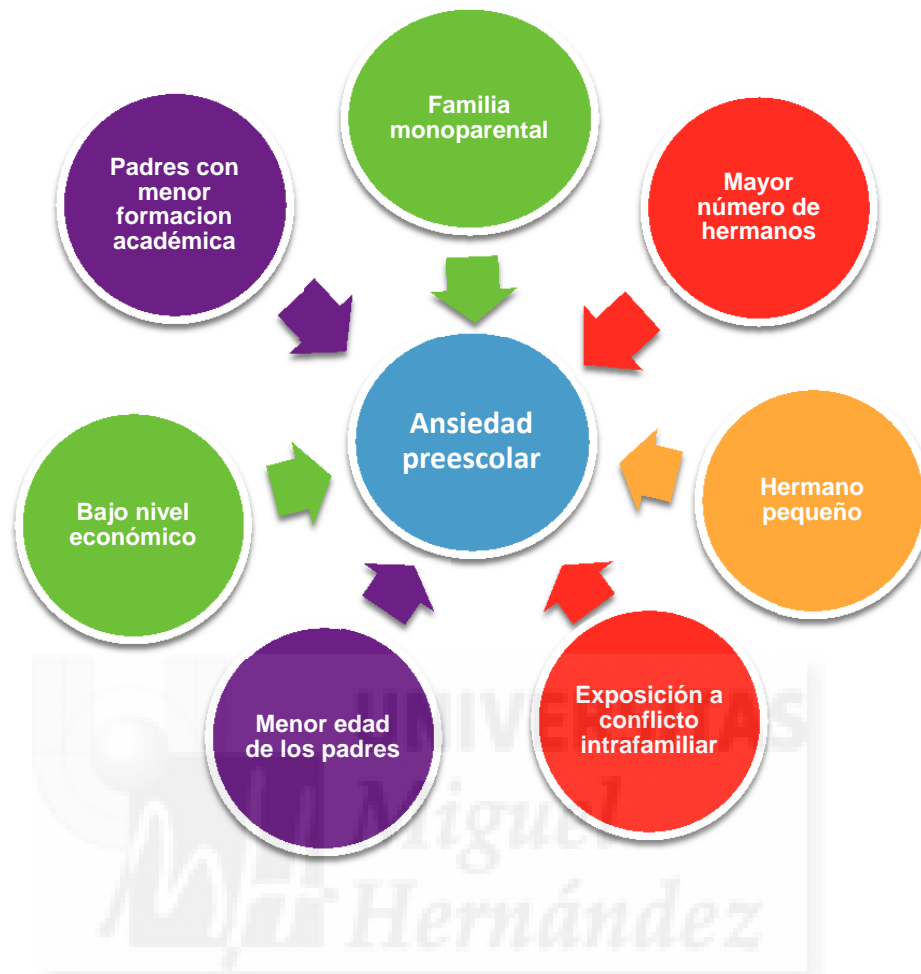 Familia
monoparental
Padres con
menor
formacion
académica
Mayor
número de
hermanos
Ansiedad
preescolar
Bajo nivel
económico
Hermano
pequeño
Menor edad
de los padres
Exposición a
conflicto
intrafamiliar
UNIVERSITAS
Miguel
Hernández